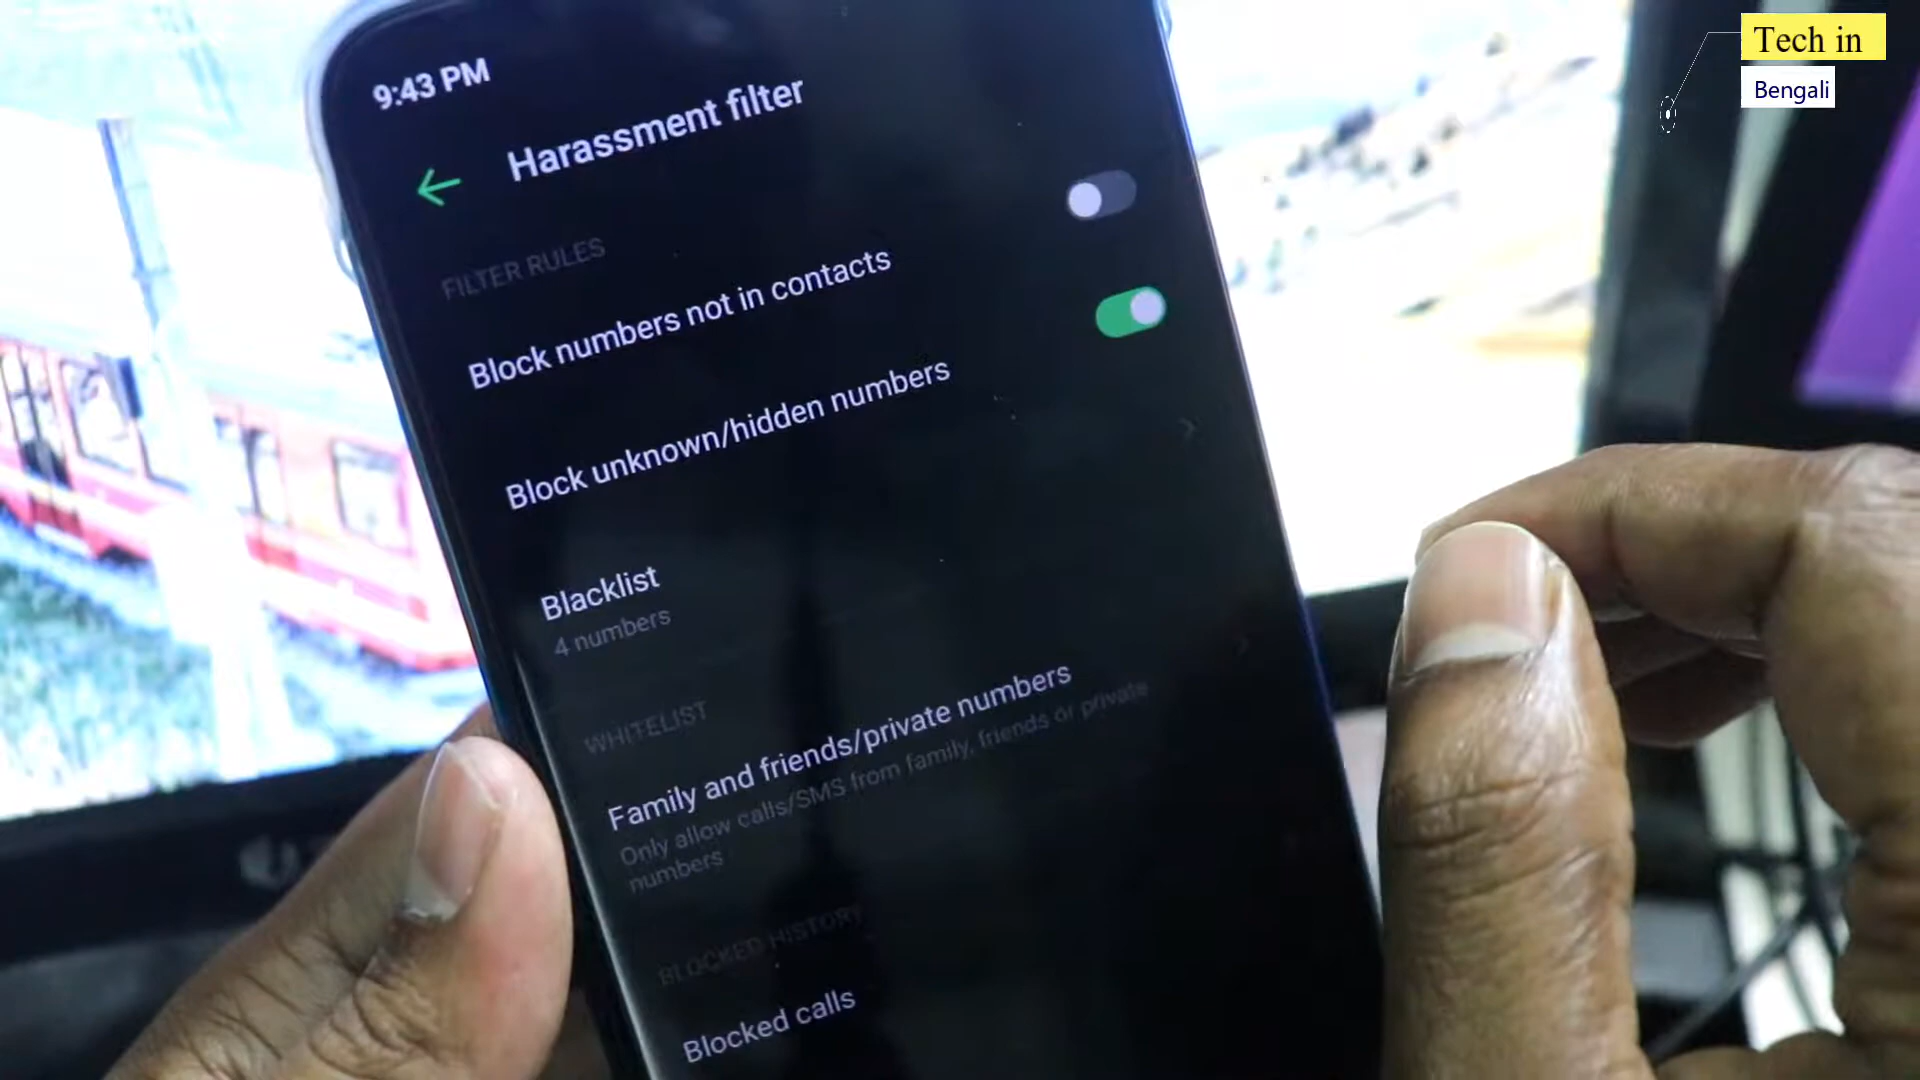 Tech in
Bengali
9:43 PM
Harassment filter
FILTER RULES
Block numbers not in contacts
Block unknown/hidden numbers
Blacklist
4 numbers
WHITELIST
Family and friends/private numbers
Only allow calls/SMS from family, friends or private
numbers
BLOCKED HISTORY
Blocked calls